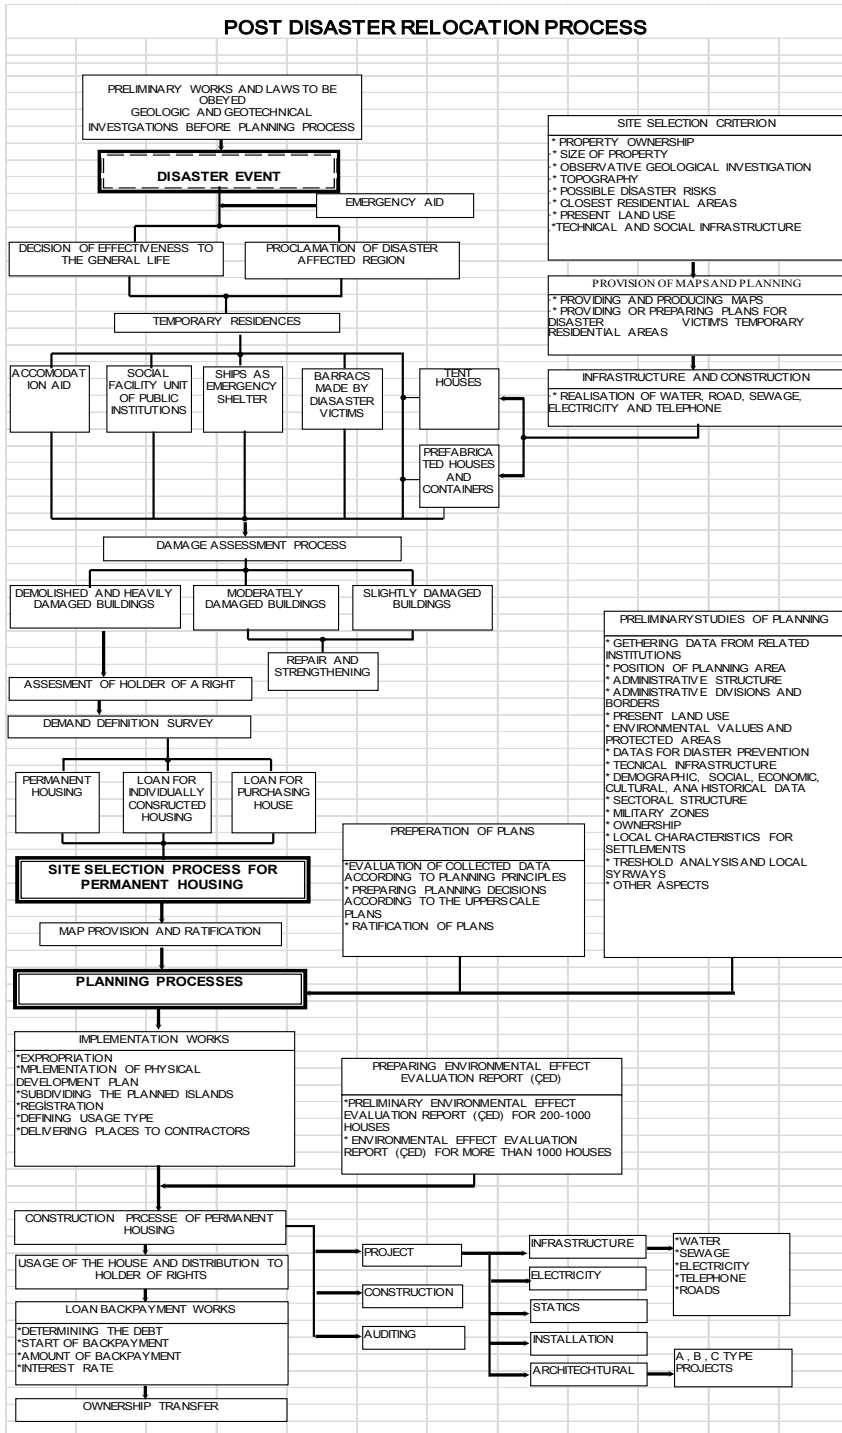 POST DISASTER RELOCATION PROCESS
PRELIMINARY WORKS AND LAWS TO BE
OBEYED
GEOLOGIC AND GEOTECHNICAL
INVESTGATIONS BEFORE PLANNING PROCESS
DISASTER EVENT
EMERGENCY AID
DECISION OF EFFECTIVENESS TO
THE GENERAL LIFE
PROCLAMATION OF DISASTER
AFFECTED REGION
TEMPORARY RESIDENCES
ACCOMODAT
ION AID
SOCIAL
FACILITY UNIT
OF PUBLIC
INSTITUTIONS
SHIPS AS
EMERGENCY
SHELTER
BARRACS
MADE BY
DIASASTER
VICTIMS
TENT
HOUSES
PREFABRICA
TED HOUSES
AND
CONTAINERS
SITE SELECTION CRITERION
* PROPERTY OWNERSHIP
* SIZE OF PROPERTY
* OBSERVATIVE GEOLOGICAL INVESTIGATION
* TOPOGRAPHY
* POSSIBLE DİSASTER RISKS
* CLOSEST RESIDENTIAL AREAS
* PRESENT LAND USE
*TECHNICAL AND SOCIAL INFRASTRUCTURE
PROVISION OF MAPS AND PLANNING
* PROVIDING AND PRODUCING MAPS
* PROVIDING OR PREPARING PLANS FOR
DISASTER VICTIM'S TEMPORARY
RESIDENTIAL AREAS
INFRASTRUCTURE AND CONSTRUCTION
* REALISATION OF WATER, ROAD, SEWAGE,
ELECTRICITY AND TELEPHONE
DAMAGE ASSESSMENT PROCESS
DEMOLISHED AND HEAVILY
DAMAGED BUILDINGS
MODERATELY
DAMAGED BUILDINGS
SLIGHTLY DAMAGED
BUILDINGS
REPAIR AND
STRENGTHENING
ASSESMENT OF HOLDER OF A RIGHT
DEMAND DEFINITION SURVEY
PERMANENT
HOUSING
LOAN FOR
INDIVIDUALLY
CONSTRUCTED
HOUSING
LOAN FOR
PURCHASING
HOUSE
SITE SELECTION PROCESS FOR
PERMANENT HOUSING
MAP PROVISION AND RATIFICATION
PLANNING PROCESSES
PREPERATION OF PLANS
*EVALUATION OF COLLECTED DATA
ACCORDING TO PLANNING PRINCIPLES
* PREPARING PLANNING DECISIONS
ACCORDING TO THE UPPERSCALE
PLANS
* RATIFICATION OF PLANS
PRELIMINARY STUDIES OF PLANNING
* GETHERING DATA FROM RELATED
INSTITUTIONS
* POSITION OF PLANNING AREA
* ADMINISTRATIVE STRUCTURE
* ADMINISTRATIVE DIVISIONS AND
BORDERS
* PRESENT LAND USE
* ENVIRONMENTAL VALUES AND
PROTECTED AREAS
* DATAS FOR DIASTER PREVENTION
* TECNICAL INFRASTRUCTURE
* DEMOGRAPHIC, SOCIAL, ECONOMIC,
CULTURAL, ANA HISTORICAL DATA
* SECTORAL STRUCTURE
* MILITARY ZONES
* OWNERSHIP
* LOCAL CHARACTERISTICS FOR
SETTLEMENTS
* TRESHOLD ANALYSIS AND LOCAL
SYRWAYS
* OTHER ASPECTS
IMPLEMENTATION WORKS
*EXPROPRIATION
*MPLEMENTATION OF PHYSICAL
DEVELOPMENT PLAN
*SUBDIVIDING THE PLANNED ISLANDS
*REGİSTRATION
*DEFINING USAGE TYPE
*DELIVERING PLACES TO CONTRACTORS
PREPARING ENVIRONMENTAL EFFECT
EVALUATION REPORT (ÇED)
*PRELIMINARY ENVIRONMENTAL EFFECT
EVALUATION REPORT (ÇED) FOR 200-1000
HOUSES
* ENVIRONMENTAL EFFECT EVALUATION
REPORT (ÇED) FOR MORE THAN 1000 HOUSES
CONSTRUCTION PRCESSE OF PERMANENT
HOUSING
USAGE OF THE HOUSE AND DISTRIBUTION TO
HOLDER OF RIGHTS
LOAN BACKPAYMENT WORKS
*DETERMINING THE DEBT
*START OF BACKPAYMENT
*AMOUNT OF BACKPAYMENT
*INTEREST RATE
OWNERSHIP TRANSFER
PROJECT
CONSTRUCTION
AUDITING
INFRASTRUCTURE
ELECTRICITY
STATICS
INSTALLATION
ARCHITECHTURAL
*WATER
*SEWAGE
*ELECTRICITY
*TELEPHONE
*ROADS
A , B , C TYPE
PROJECTS